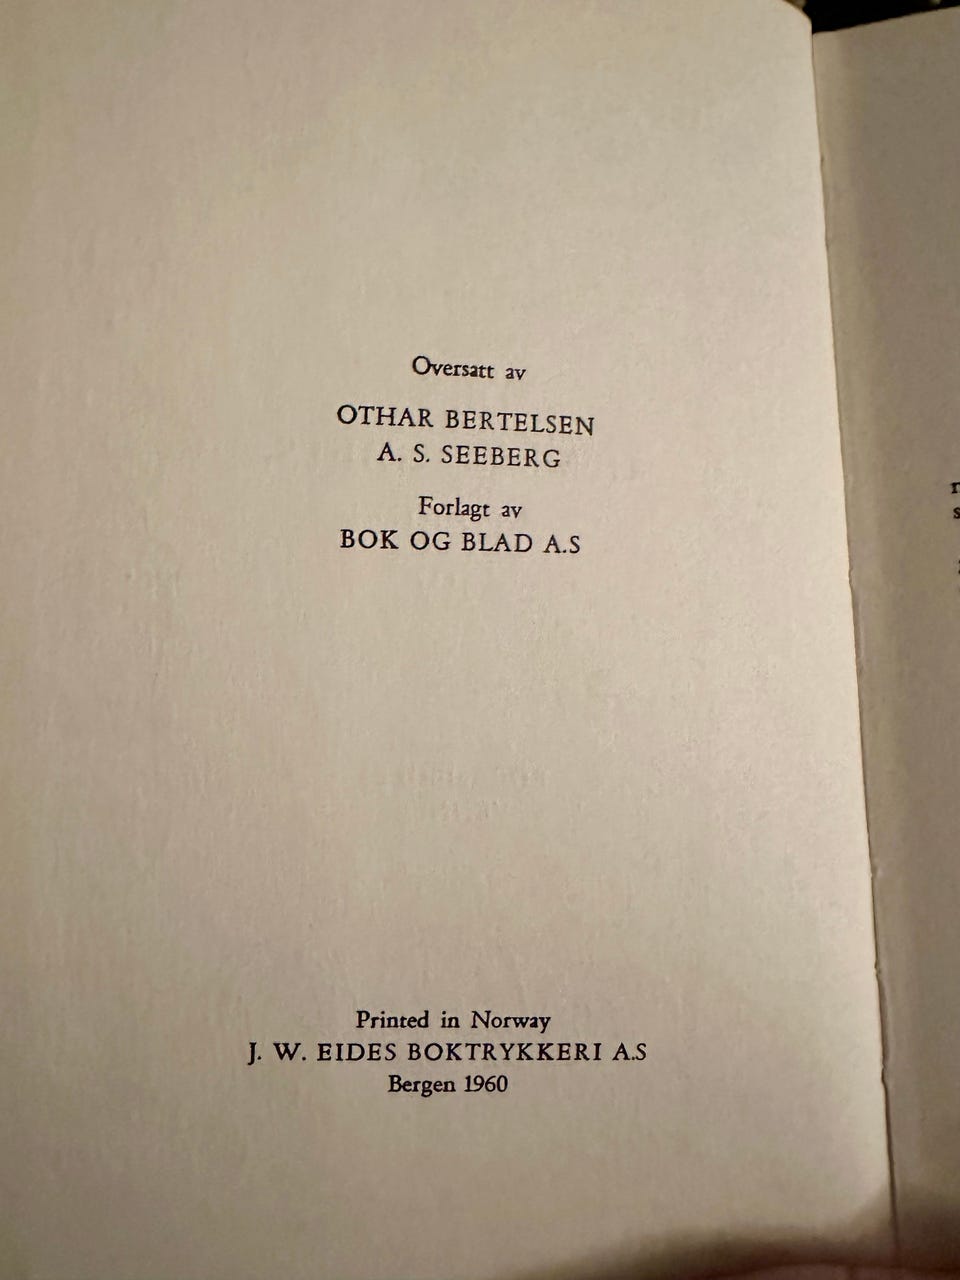 Oversatt av
OTHAR BERTELSEN
A. S. SEEBERG
Forlagt av
BOK OG BLAD A.S
Printed in Norway
J. W. EIDES BOKTRYKKERI A.S
Bergen 1960